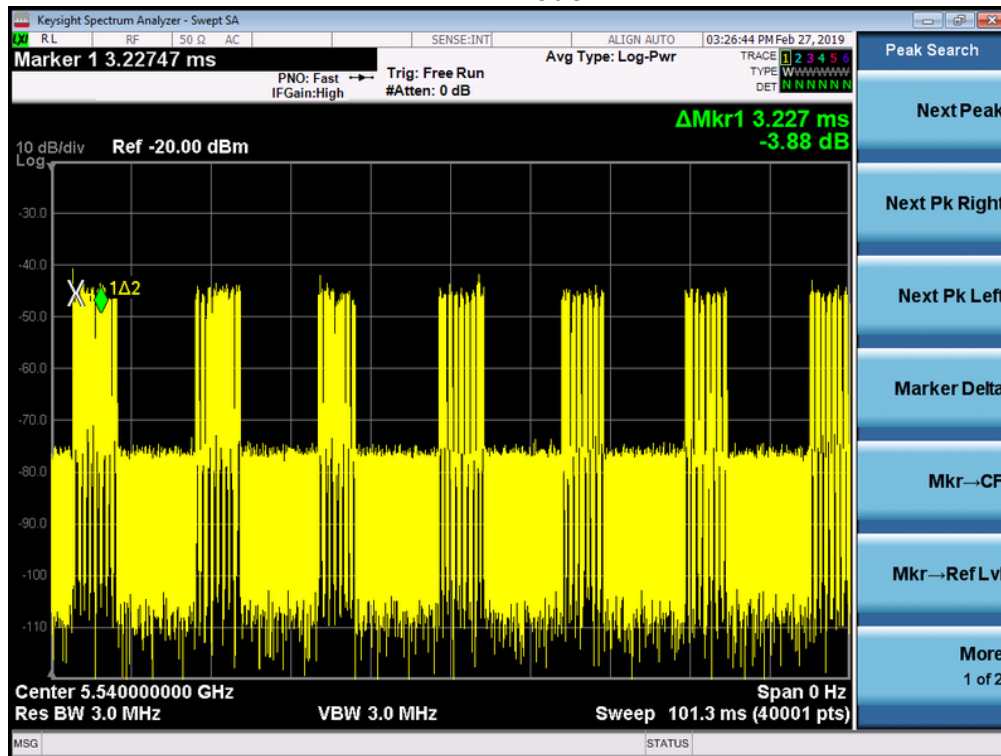 Keysight Spectrum Analyzer - Swept SA
LXI RL RF 50 Ω AC SENSE:INT ALIGN AUTO 03:26:44 PM Feb 27, 2019
Marker 1 3.22747 ms
PNO: Fast
IFGain:High
Trig: Free Run
#Atten: 0 dB
Avg Type: Log-Pwr
TRACE 1 2 3 4 5 6
TYPE WWWWWW
DET N N N N N N
ΔMkr1 3.227 ms
-3.88 dB
10 dB/div Ref -20.00 dBm
Log
-30.0
-40.0
-50.0
-60.0
-70.0
-80.0
-90.0
-100
-110
1Δ2
Center 5.540000000 GHz Span 0 Hz
Res BW 3.0 MHz VBW 3.0 MHz Sweep 101.3 ms (40001 pts)
MSG STATUS
Peak Search
Next Peak
Next Pk Right
Next Pk Left
Marker Delta
Mkr→CF
Mkr→Ref Lvl
More
1 of 2